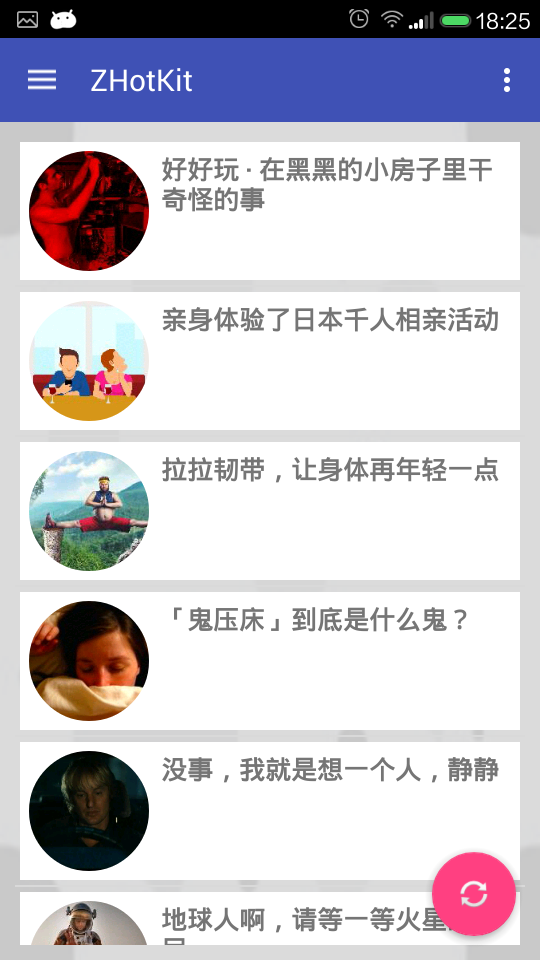 18:25
ZHotKit
好好玩 · 在黑黑的小房子里干
奇怪的事
亲身体验了日本千人相亲活动
拉拉韧带，让身体再年轻一点
「鬼压床」到底是什么鬼？
没事，我就是想一个人，静静
地球人啊，请等一等火星